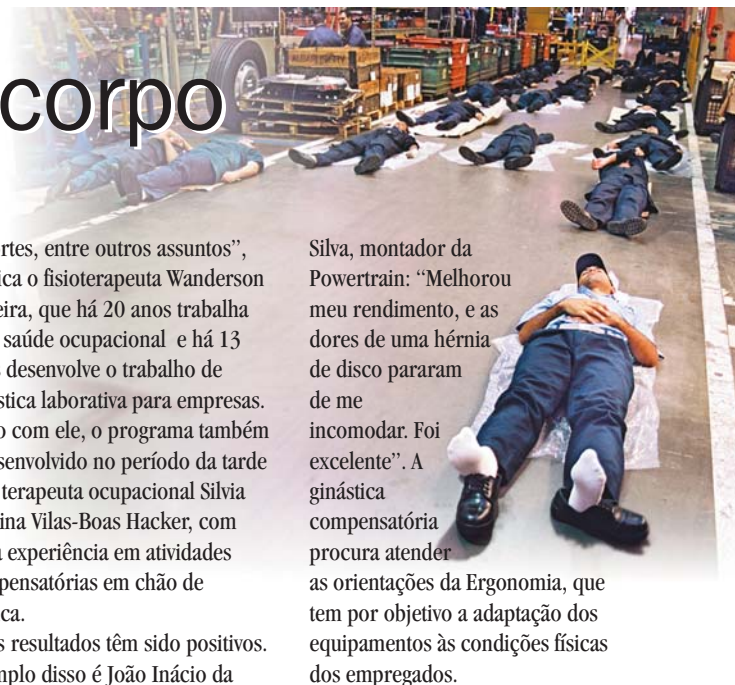 corpo
rtes, entre outros assuntos”,
ica o fisioterapeuta Wanderson
eira, que há 20 anos trabalha
saúde ocupacional e há 13
s desenvolve o trabalho de
stica laborativa para empresas.
o com ele, o programa também
senvolvido no período da tarde
terapeuta ocupacional Silvia
ina Vilas-Boas Hacker, com
a experiência em atividades
pensatórias em chão de
ica.
s resultados têm sido positivos.
mplo disso é João Inácio da
Silva, montador da
Powertrain: “Melhorou
meu rendimento, e as
dores de uma hérnia
de disco pararam
de me
incomodar. Foi
excelente”. A
ginástica
compensatória
procura atender
as orientações da Ergonomia, que
tem por objetivo a adaptação dos
equipamentos às condições físicas
dos empregados.